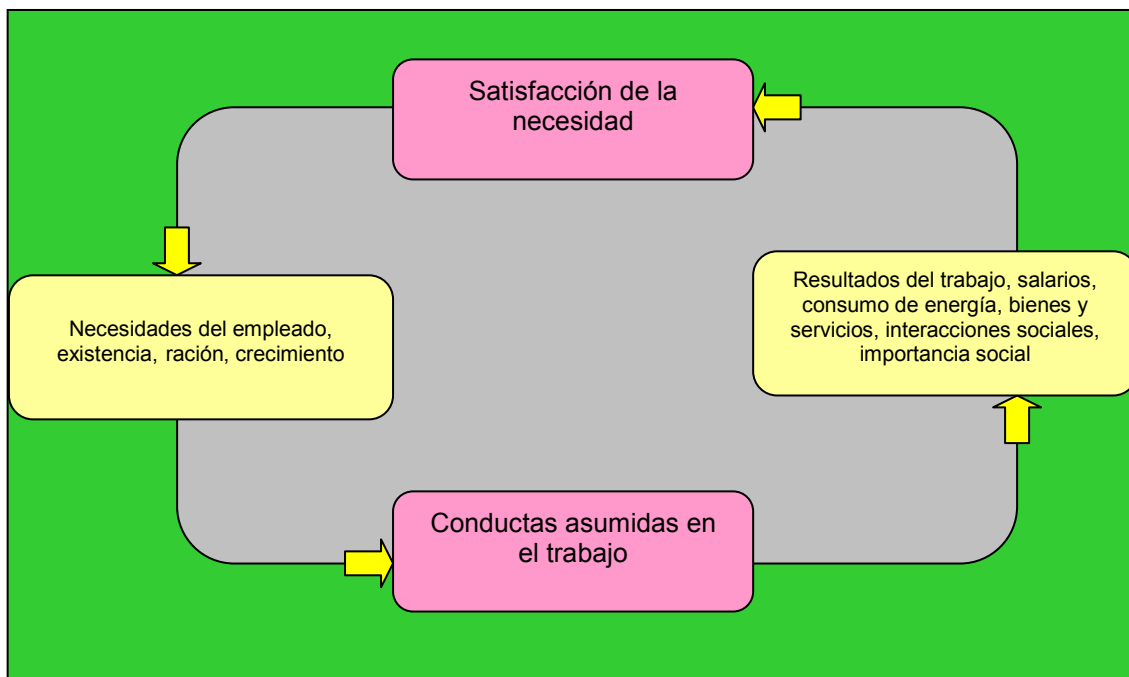 Satisfacción de la
necesidad
Necesidades del empleado,
existencia, ración, crecimiento
Resultados del trabajo, salarios,
consumo de energía, bienes y
servicios, interacciones sociales,
importancia social
Conductas asumidas en
el trabajo